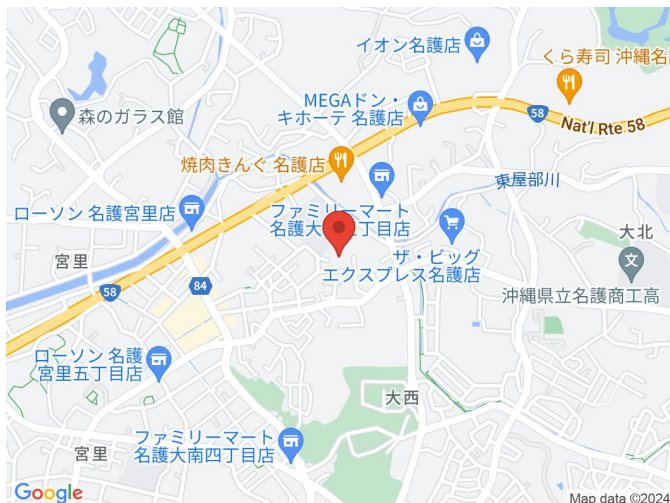 イオン名護店
くら寿司 沖縄名
MEGAドン・
キホーテ 名護店
58
Nat'l Rte 58
森のガラス館
焼肉きんぐ 名護店
東屋部川
ローソン 名護宮里店
ファミリーマート
名護大
丁目店
大北
宮里
ザ・ビッグ
エクスプレス名護店
84
58
沖縄県立名護商工高
ローソン 名護
宮里五丁目店
大西
ファミリーマート
名護大南四丁目店
宮里
Google
Map data ©2024